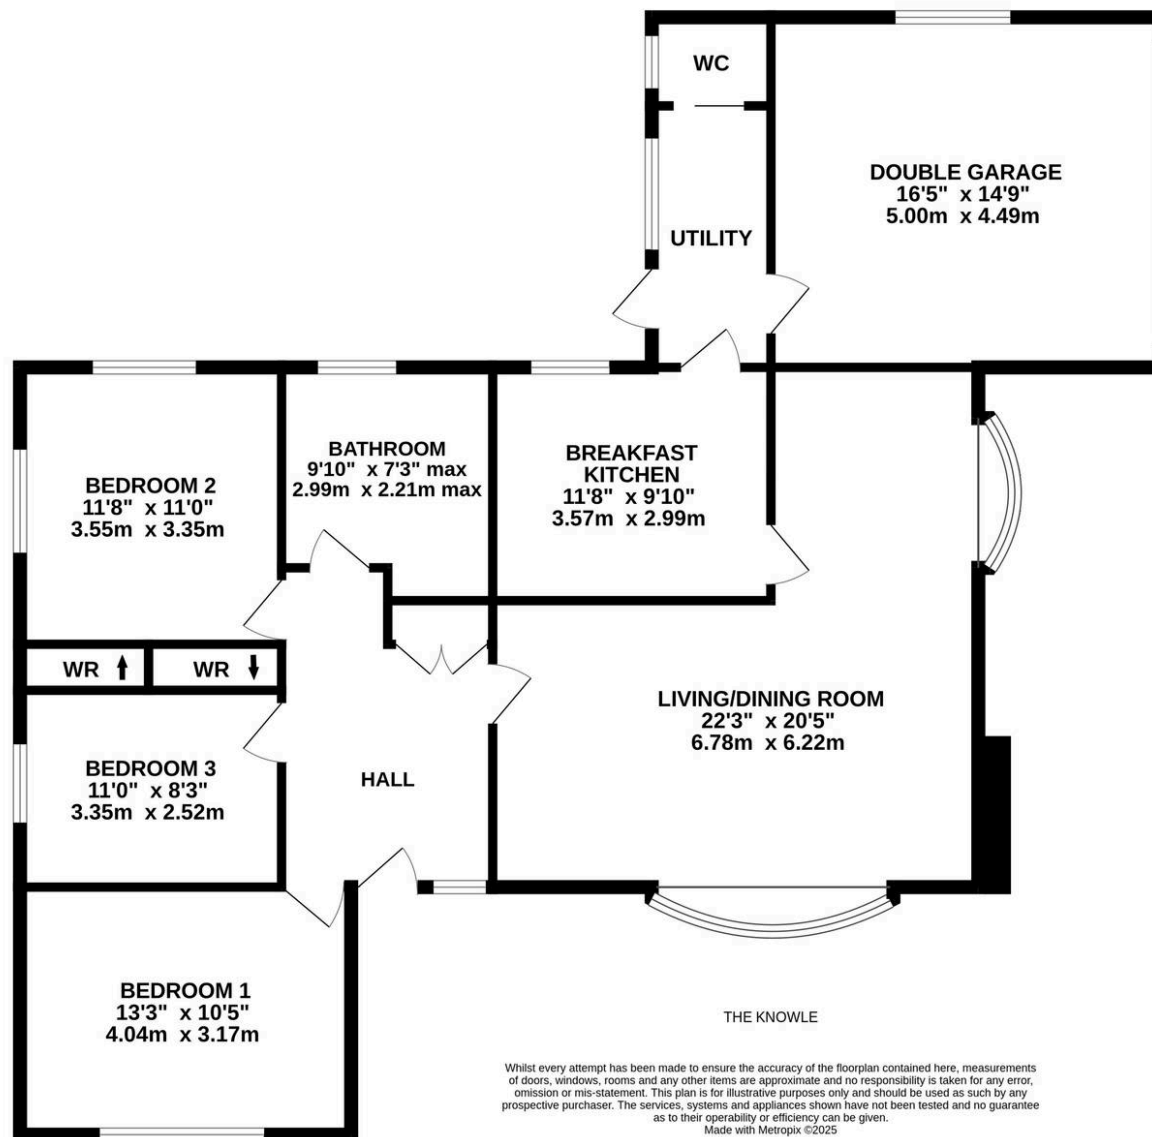 WC
DOUBLE GARAGE
16'5" x 14'9"
5.00m x 4.49m
UTILITY
BATHROOM
9'10" x 7'3" max
2.99m x 2.21m max
BREAKFAST
KITCHEN
11'8" x 9'10"
3.57m x 2.99m
BEDROOM 2
11'8" x 11'0"
3.55m x 3.35m
WR
WR
LIVING/DINING ROOM
22'3" x 20'5"
6.78m x 6.22m
BEDROOM 3
11'0" x 8'3"
3.35m x 2.52m
HALL
BEDROOM 1
13'3" x 10'5"
4.04m x 3.17m
THE KNOWLE
Whilst every attempt has been made to ensure the accuracy of the floorplan contained here, measurements
of doors, windows, rooms and any other items are approximate and no responsibility is taken for any error,
omission or mis-statement. This plan is for illustrative purposes only and should be used as such by any
prospective purchaser. The services, systems and appliances shown have not been tested and no guarantee
as to their operability or efficiency can be given.
Made with Metropix ©2025